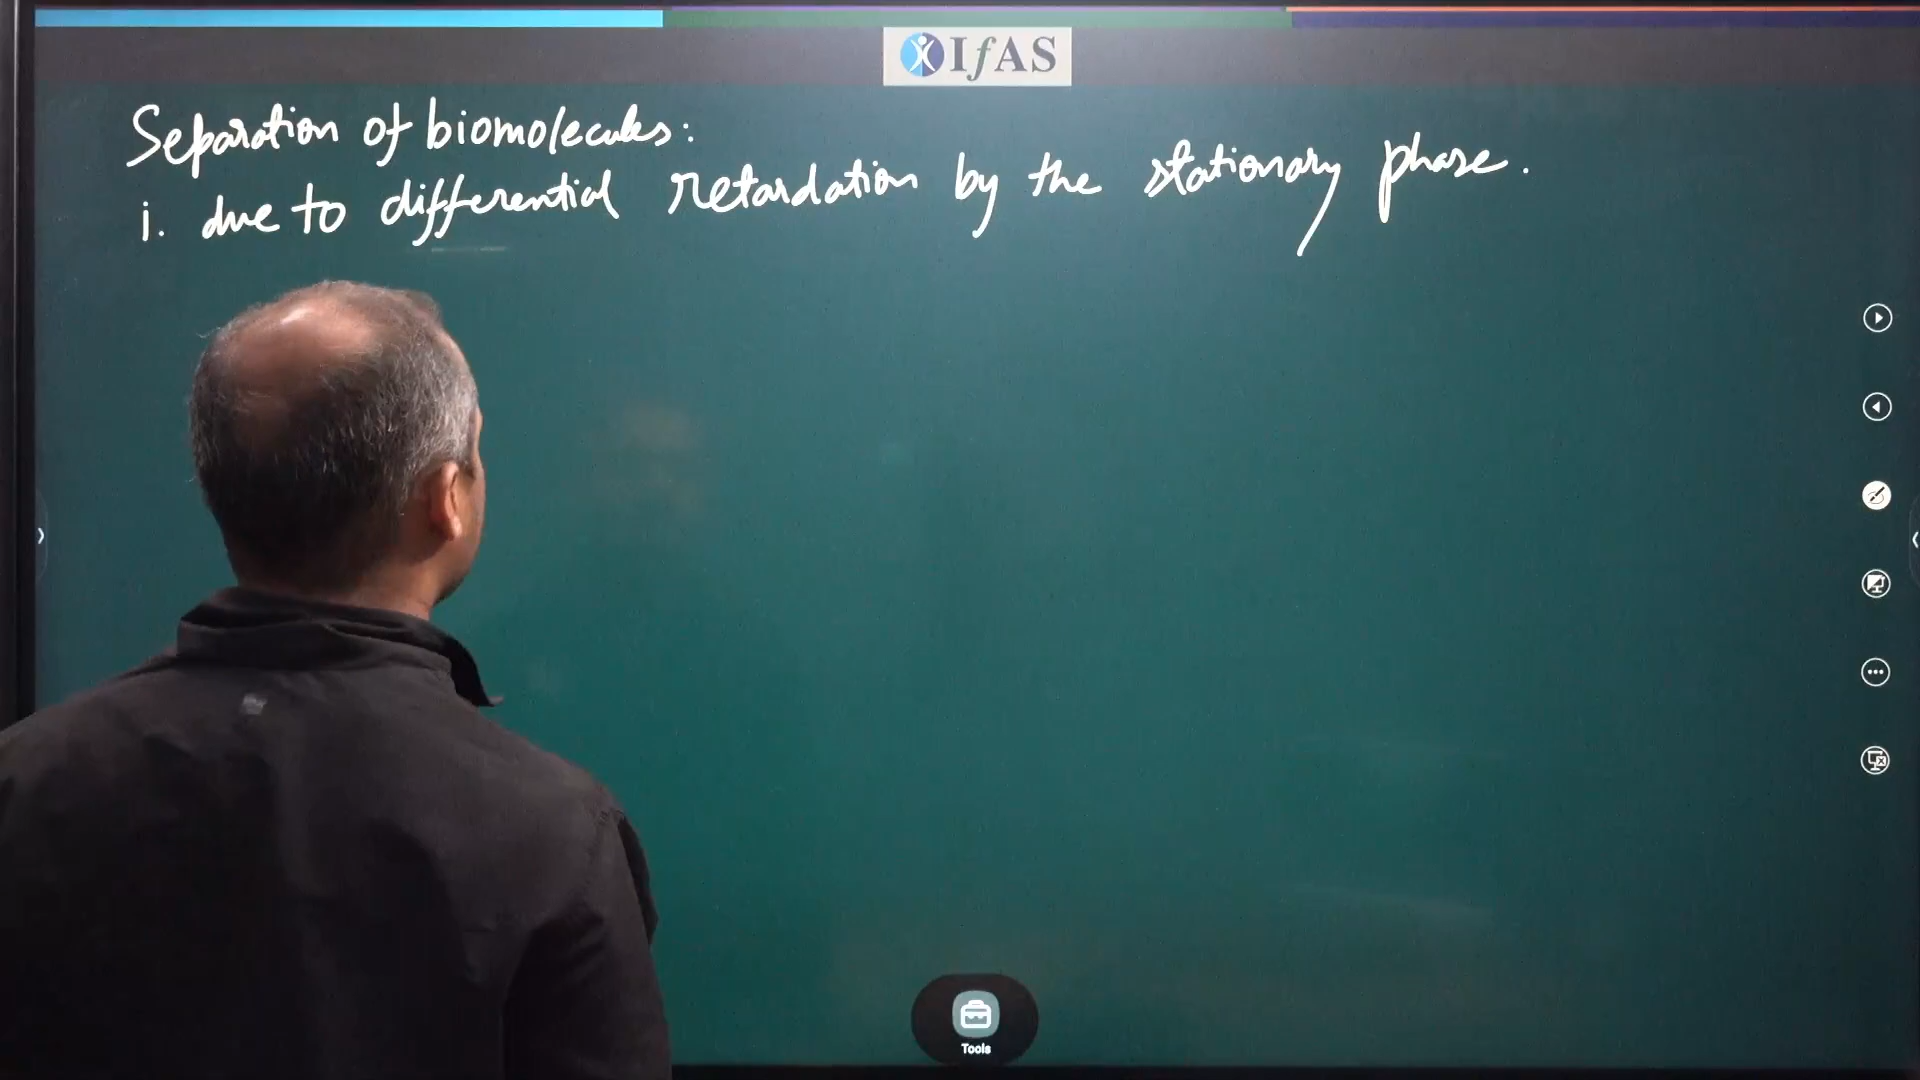 IfAS
Separation of biomolecules:
i. due to differential retardation by the stationary phase.
Tools